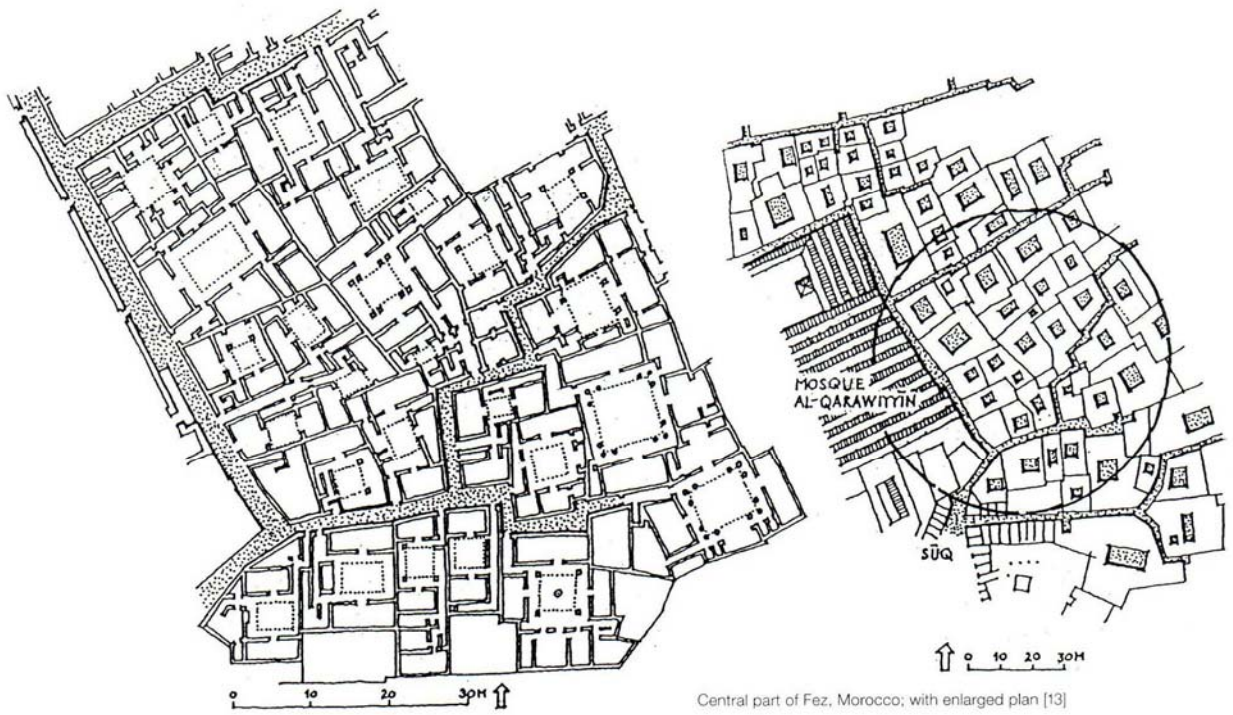 MOSQUE
AL-QARAWIYYĪN
SŪQ
0 10 20 30M
0 10 20 30M
Central part of Fez, Morocco; with enlarged plan [13]